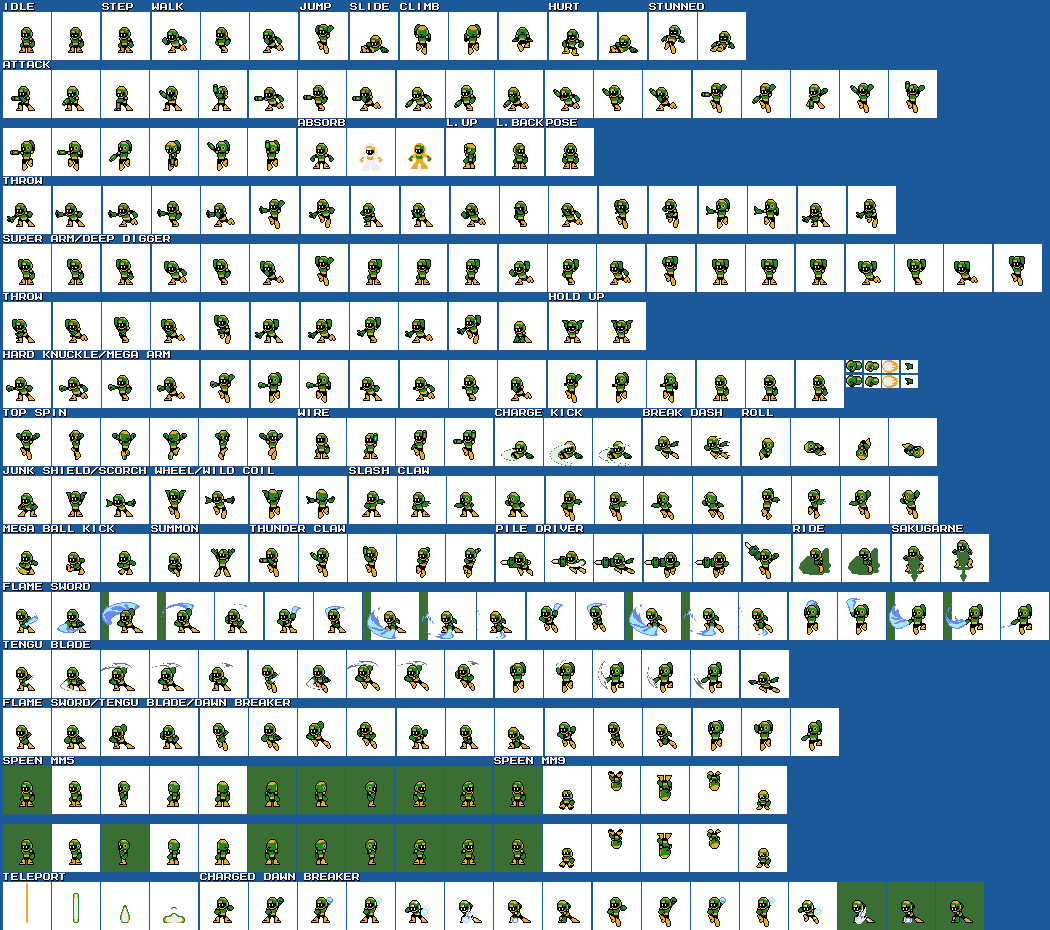 IDLE STEP WALK JUMP SLIDE CLIMB HURT STUNNED
ATTACK
ABSORB L.UP L.BACK POSE
THROW
SUPER ARM/DEEP DIGGER
THROW HOLD UP
HARD KNUCKLE/MEGA ARM
TOP SPIN WIRE CHARGE KICK BREAK DASH ROLL
JUNK SHIELD/SCORCH WHEEL/WILD COIL SLASH CLAW
MEGA BALL KICK SUMMON THUNDER CLAW PILE DRIVER RIDE SAKUGARNE
FLAME SWORD
TENGU BLADE
FLAME SWORD/TENGU BLADE/DAWN BREAKER
SPEEN MM5 SPEEN MM9
TELEPORT CHARGED DAWN BREAKER